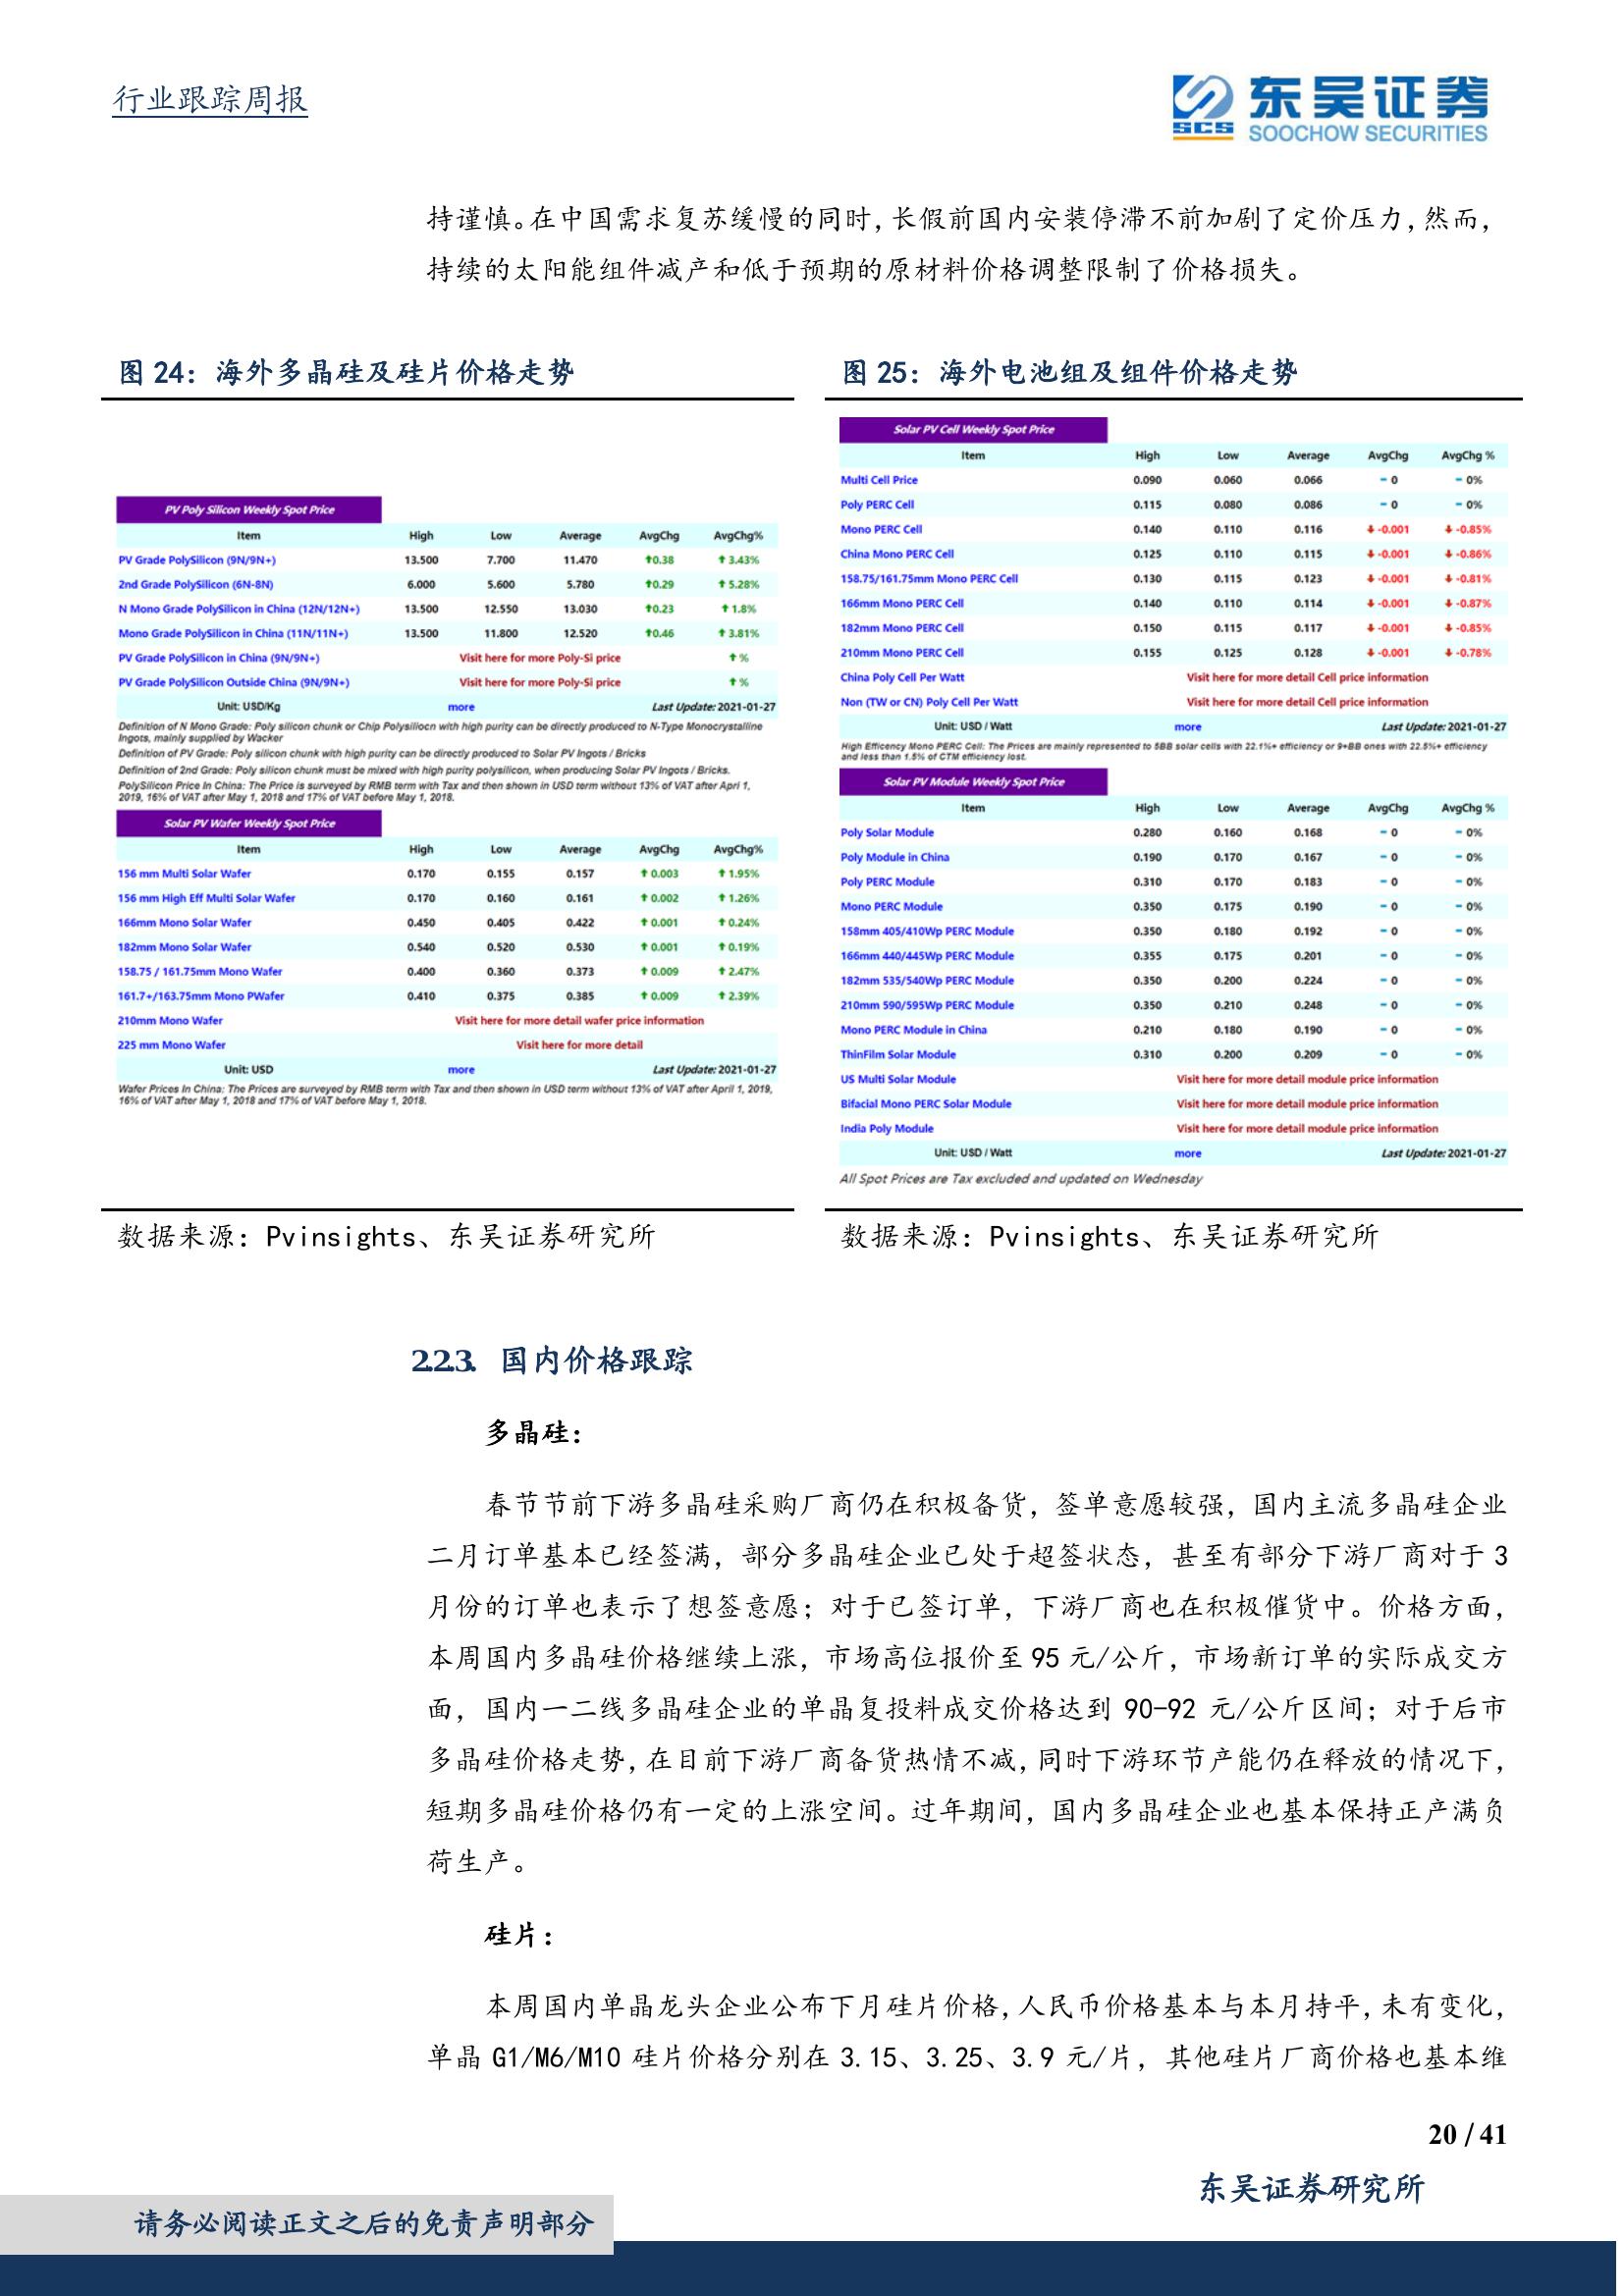 行业跟踪周报
SCS
东吴证券
SOOCHOW SECURITIES
持谨慎。在中国需求复苏缓慢的同时，长假前国内安装停滞不前加剧了定价压力，然而，
持续的太阳能组件减产和低于预期的原材料价格调整限制了价格损失。
图 24：海外多晶硅及硅片价格走势
PV Poly Silicon Weekly Spot Price
Item High Low Average AvgChg AvgChg%
PV Grade PolySilicon (9N/9N+) 13.500 7.700 11.470 ⬆0.38 ⬆ 3.43%
2nd Grade PolySilicon (6N-8N) 6.000 5.600 5.780 ⬆0.29 ⬆ 5.28%
N Mono Grade PolySilicon in China (12N/12N+) 13.500 12.550 13.030 ⬆0.23 ⬆ 1.8%
Mono Grade PolySilicon in China (11N/11N+) 13.500 11.800 12.520 ⬆0.46 ⬆ 3.81%
PV Grade PolySilicon in China (9N/9N+) Visit here for more Poly-Si price ⬆ %
PV Grade PolySilicon Outside China (9N/9N+) Visit here for more Poly-Si price ⬆ %
Unit: USD/Kg more Last Update: 2021-01-27
Definition of N Mono Grade: Poly silicon chunk or Chip Polysiliocn with high purity can be directly produced to N-Type Monocrystalline
Ingots, mainly supplied by Wacker
Definition of PV Grade: Poly silicon chunk with high purity can be directly produced to Solar PV Ingots / Bricks
Definition of 2nd Grade: Poly silicon chunk must be mixed with high purity polysilicon, when producing Solar PV Ingots / Bricks.
PolySilicon Price In China: The Price is surveyed by RMB term with Tax and then shown in USD term without 13% of VAT after Aprl 1,
2019, 16% of VAT after May 1, 2018 and 17% of VAT before May 1, 2018.
Solar PV Wafer Weekly Spot Price
Item High Low Average AvgChg AvgChg%
156 mm Multi Solar Wafer 0.170 0.155 0.157 ⬆ 0.003 ⬆ 1.95%
156 mm High Eff Multi Solar Wafer 0.170 0.160 0.161 ⬆ 0.002 ⬆ 1.26%
166mm Mono Solar Wafer 0.450 0.405 0.422 ⬆ 0.001 ⬆ 0.24%
182mm Mono Solar Wafer 0.540 0.520 0.530 ⬆ 0.001 ⬆ 0.19%
158.75 / 161.75mm Mono Wafer 0.400 0.360 0.373 ⬆ 0.009 ⬆ 2.47%
161.7+/163.75mm Mono PWafer 0.410 0.375 0.385 ⬆ 0.009 ⬆ 2.39%
210mm Mono Wafer Visit here for more detail wafer price information
225 mm Mono Wafer Visit here for more detail
Unit: USD more Last Update: 2021-01-27
Wafer Prices In China: The Prices are surveyed by RMB term with Tax and then shown in USD term without 13% of VAT after April 1, 2019,
16% of VAT after May 1, 2018 and 17% of VAT before May 1, 2018.
数据来源：Pvinsights、东吴证券研究所
图 25：海外电池组及组件价格走势
Solar PV Cell Weekly Spot Price
Item High Low Average AvgChg AvgChg %
Multi Cell Price 0.090 0.060 0.066 - 0 - 0%
Poly PERC Cell 0.115 0.080 0.086 - 0 - 0%
Mono PERC Cell 0.140 0.110 0.116 ⬇ -0.001 ⬇ -0.85%
China Mono PERC Cell 0.125 0.110 0.115 ⬇ -0.001 ⬇ -0.86%
158.75/161.75mm Mono PERC Cell 0.130 0.115 0.123 ⬇ -0.001 ⬇ -0.81%
166mm Mono PERC Cell 0.140 0.110 0.114 ⬇ -0.001 ⬇ -0.87%
182mm Mono PERC Cell 0.150 0.115 0.117 ⬇ -0.001 ⬇ -0.85%
210mm Mono PERC Cell 0.155 0.125 0.128 ⬇ -0.001 ⬇ -0.78%
China Poly Cell Per Watt Visit here for more detail Cell price information
Non (TW or CN) Poly Cell Per Watt Visit here for more detail Cell price information
Unit: USD / Watt more Last Update: 2021-01-27
High Efficency Mono PERC Cell: The Prices are mainly represented to 5BB solar cells with 22.1%+ efficiency or 9+BB ones with 22.5%+ efficiency
and less than 1.5% of CTM efficiency lost.
Solar PV Module Weekly Spot Price
Item High Low Average AvgChg AvgChg %
Poly Solar Module 0.280 0.160 0.168 - 0 - 0%
Poly Module in China 0.190 0.170 0.167 - 0 - 0%
Poly PERC Module 0.310 0.170 0.183 - 0 - 0%
Mono PERC Module 0.350 0.175 0.190 - 0 - 0%
158mm 405/410Wp PERC Module 0.350 0.180 0.192 - 0 - 0%
166mm 440/445Wp PERC Module 0.355 0.175 0.201 - 0 - 0%
182mm 535/540Wp PERC Module 0.350 0.200 0.224 - 0 - 0%
210mm 590/595Wp PERC Module 0.350 0.210 0.248 - 0 - 0%
Mono PERC Module in China 0.210 0.180 0.190 - 0 - 0%
ThinFilm Solar Module 0.310 0.200 0.209 - 0 - 0%
US Multi Solar Module Visit here for more detail module price information
Bifacial Mono PERC Solar Module Visit here for more detail module price information
India Poly Module Visit here for more detail module price information
Unit: USD / Watt more Last Update: 2021-01-27
All Spot Prices are Tax excluded and updated on Wednesday
数据来源：Pvinsights、东吴证券研究所
2.2.3. 国内价格跟踪
多晶硅：
春节节前下游多晶硅采购厂商仍在积极备货，签单意愿较强，国内主流多晶硅企业
二月订单基本已经签满，部分多晶硅企业已处于超签状态，甚至有部分下游厂商对于 3
月份的订单也表示了想签意愿；对于已签订单，下游厂商也在积极催货中。价格方面，
本周国内多晶硅价格继续上涨，市场高位报价至 95 元/公斤，市场新订单的实际成交方
面，国内一二线多晶硅企业的单晶复投料成交价格达到 90-92 元/公斤区间；对于后市
多晶硅价格走势，在目前下游厂商备货热情不减，同时下游环节产能仍在释放的情况下，
短期多晶硅价格仍有一定的上涨空间。过年期间，国内多晶硅企业也基本保持正产满负
荷生产。
硅片：
本周国内单晶龙头企业公布下月硅片价格，人民币价格基本与本月持平，未有变化，
单晶 G1/M6/M10 硅片价格分别在 3.15、3.25、3.9 元/片，其他硅片厂商价格也基本维
20 / 41
东吴证券研究所
请务必阅读正文之后的免责声明部分